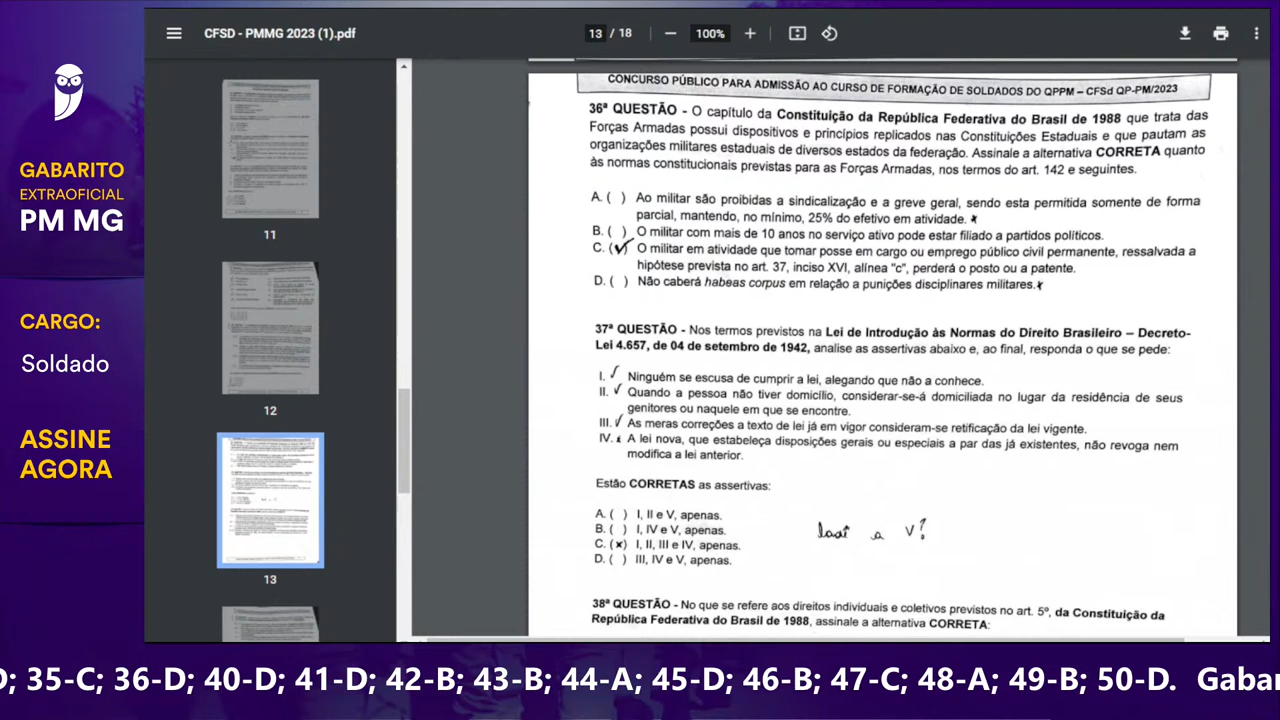 CFSD - PMMG 2023 (1).pdf
13 / 18
100%
GABARITO
EXTRAOFICIAL
PM MG
CARGO:
Soldado
ASSINE
AGORA
11
12
13
CONCURSO PÚBLICO PARA ADMISSÃO AO CURSO DE FORMAÇÃO DE SOLDADOS DO QPPM – CFSd QP-PM/2023
36ª QUESTÃO - O capítulo da Constituição da República Federativa do Brasil de 1988 que trata das
Forças Armadas possui dispositivos e princípios replicados nas Constituições Estaduais e que pautam as
organizações militares estaduais de diversos estados da federação. Assinale a alternativa CORRETA quanto
às normas constitucionais previstas para as Forças Armadas, nos termos do art. 142 e seguintes.
A. ( ) Ao militar são proibidas a sindicalização e a greve geral, sendo esta permitida somente de forma
parcial, mantendo, no mínimo, 25% do efetivo em atividade.
B. ( ) O militar com mais de 10 anos no serviço ativo pode estar filiado a partidos políticos.
C. (✓) O militar em atividade que tomar posse em cargo ou emprego público civil permanente, ressalvada a
hipótese prevista no art. 37, inciso XVI, alínea "c", perderá o posto ou a patente.
D. ( ) Não caberá habeas corpus em relação a punições disciplinares militares.
37ª QUESTÃO - Nos termos previstos na Lei de Introdução às Normas do Direito Brasileiro – Decreto-
Lei 4.657, de 04 de setembro de 1942, analise as assertivas abaixo e, ao final, responda o que se pede:
I. ✓ Ninguém se escusa de cumprir a lei, alegando que não a conhece.
II. ✓ Quando a pessoa não tiver domicílio, considerar-se-á domiciliada no lugar da residência de seus
genitores ou naquele em que se encontre.
III. ✓ As meras correções a texto de lei já em vigor consideram-se retificação da lei vigente.
IV. x A lei nova, que estabeleça disposições gerais ou especiais a par das já existentes, não revoga nem
modifica a lei anterior.
Estão CORRETAS as assertivas:
A. ( ) I, II e V, apenas.
B. ( ) I, IV e V, apenas.
C. (x) I, II, III e IV, apenas.
D. ( ) III, IV e V, apenas.
a V?
38ª QUESTÃO - No que se refere aos direitos individuais e coletivos previstos no art. 5º, da Constituição da
República Federativa do Brasil de 1988, assinale a alternativa CORRETA:
; 35-C; 36-D; 40-D; 41-D; 42-B; 43-B; 44-A; 45-D; 46-B; 47-C; 48-A; 49-B; 50-D. Gabar